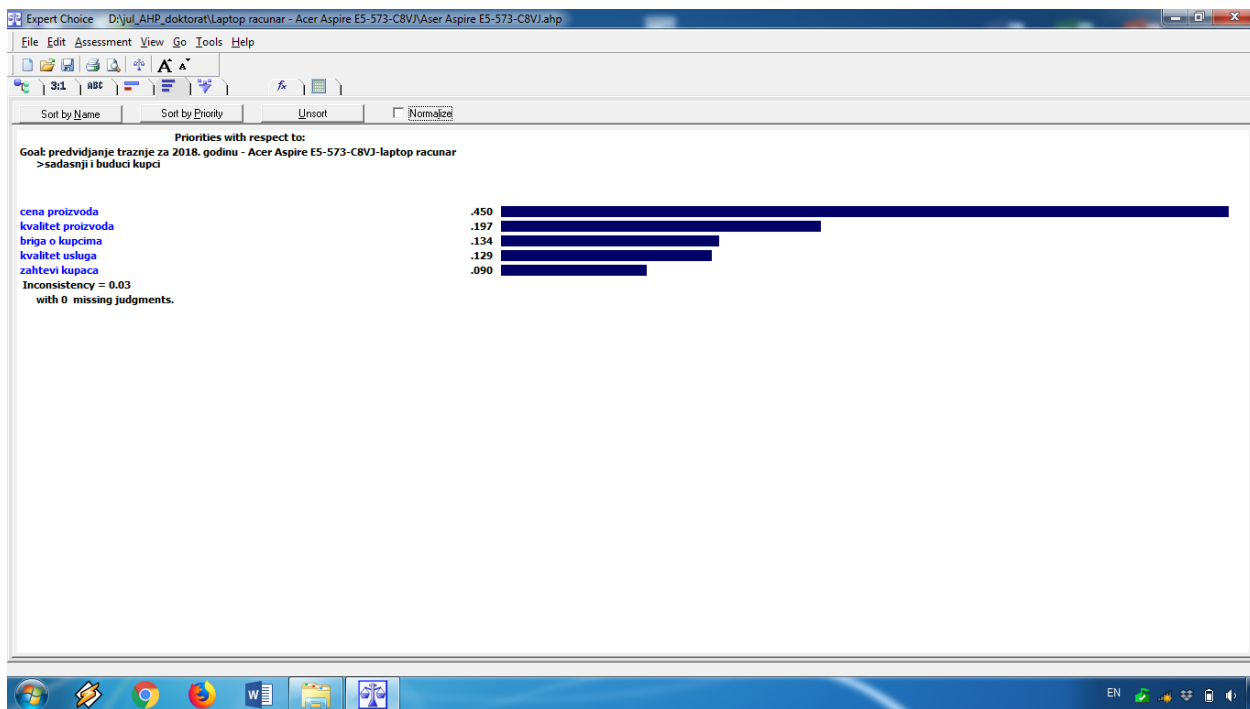 Expert Choice D:\jul_AHP_doktorat\Laptop racunar - Acer Aspire E5-573-C8VJ\Aser Aspire E5-573-C8VJ.ahp
File Edit Assessment View Go Tools Help
A A
3:1 ABC fx
Sort by Name Sort by Priority Unsort Normalize
Priorities with respect to:
Goal: predvidjanje traznje za 2018. godinu - Acer Aspire E5-573-C8VJ-laptop racunar
>sadasnji i buduci kupci
cena proizvoda .450
kvalitet proizvoda .197
briga o kupcima .134
kvalitet usluga .129
zahtevi kupaca .090
Inconsistency = 0.03
with 0 missing judgments.
W EN